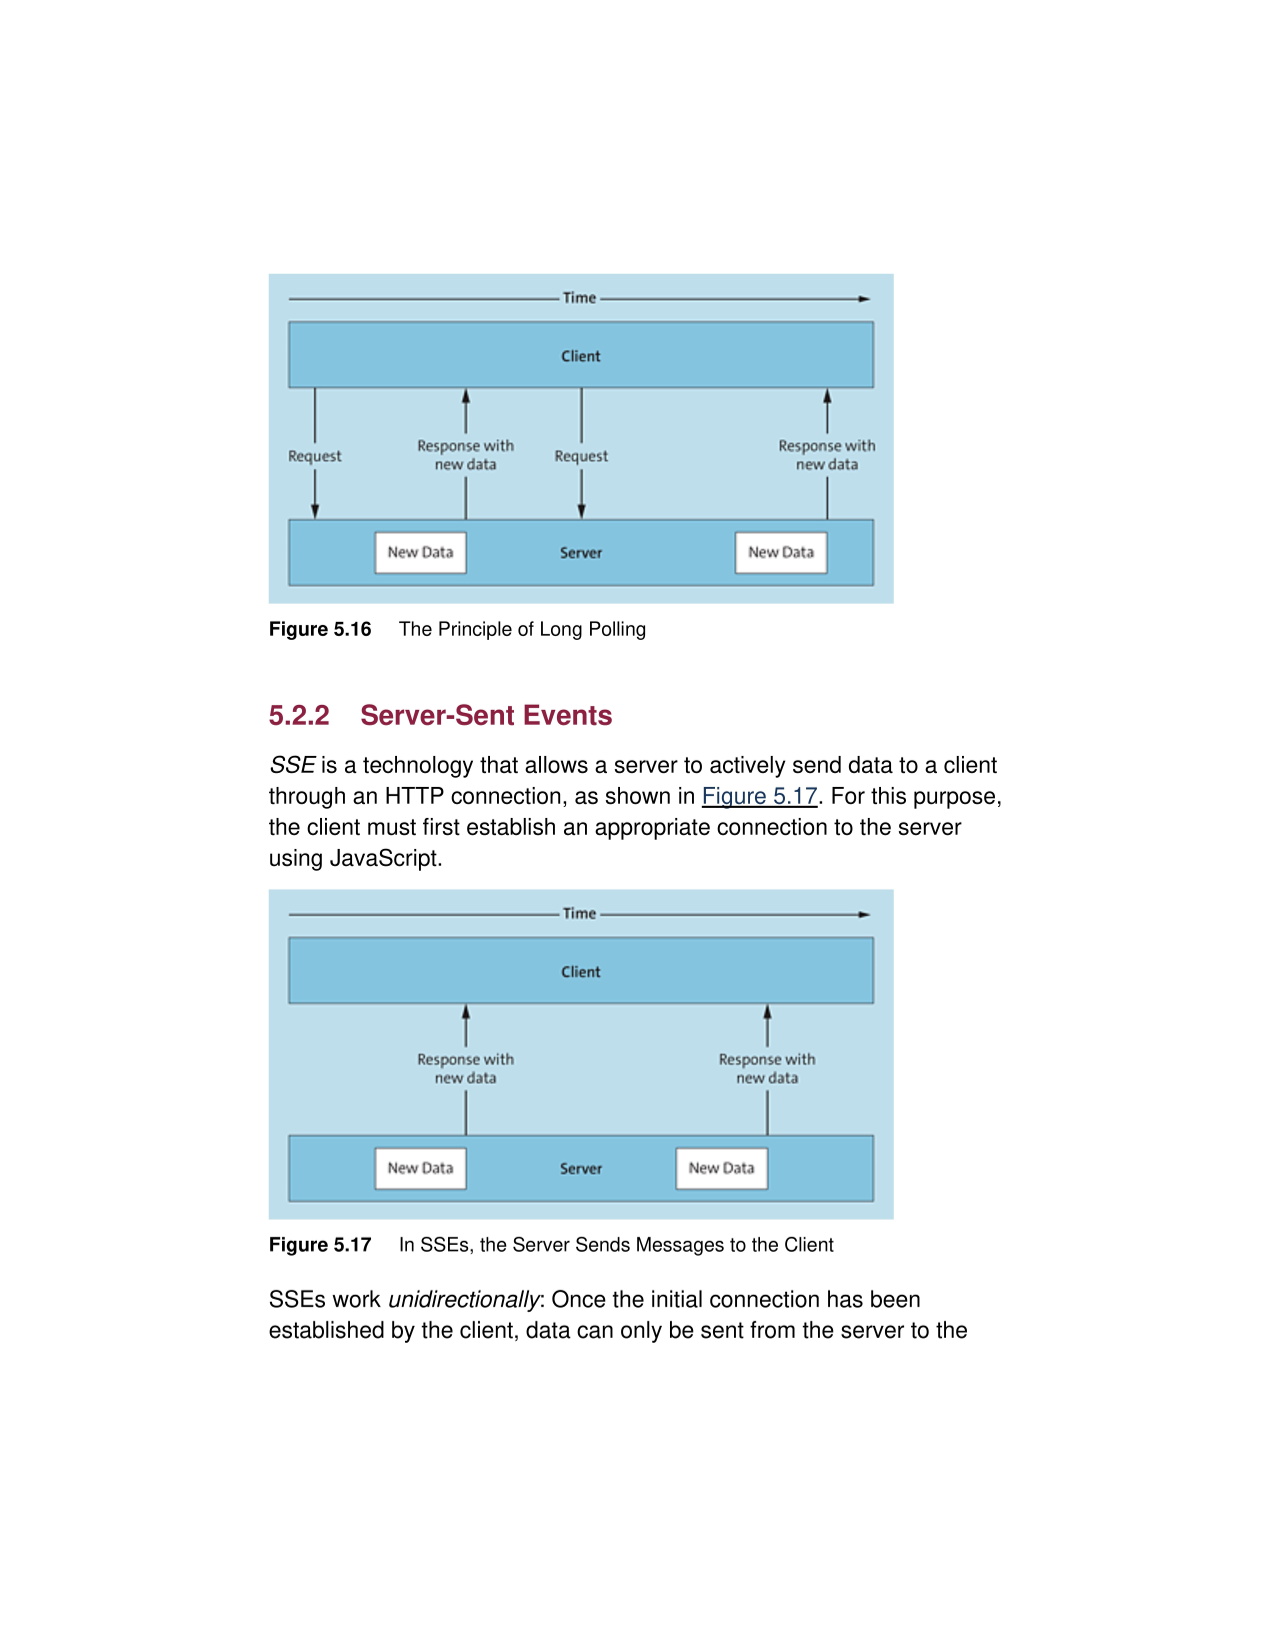 Time
Client
Request
Response with
new data
Request
Response with
new data
New Data
Server
New Data
Figure 5.16 The Principle of Long Polling
5.2.2 Server-Sent Events
SSE is a technology that allows a server to actively send data to a client
through an HTTP connection, as shown in Figure 5.17. For this purpose,
the client must first establish an appropriate connection to the server
using JavaScript.
Time
Client
Response with
new data
Response with
new data
New Data
Server
New Data
Figure 5.17 In SSEs, the Server Sends Messages to the Client
SSEs work unidirectionally: Once the initial connection has been
established by the client, data can only be sent from the server to the